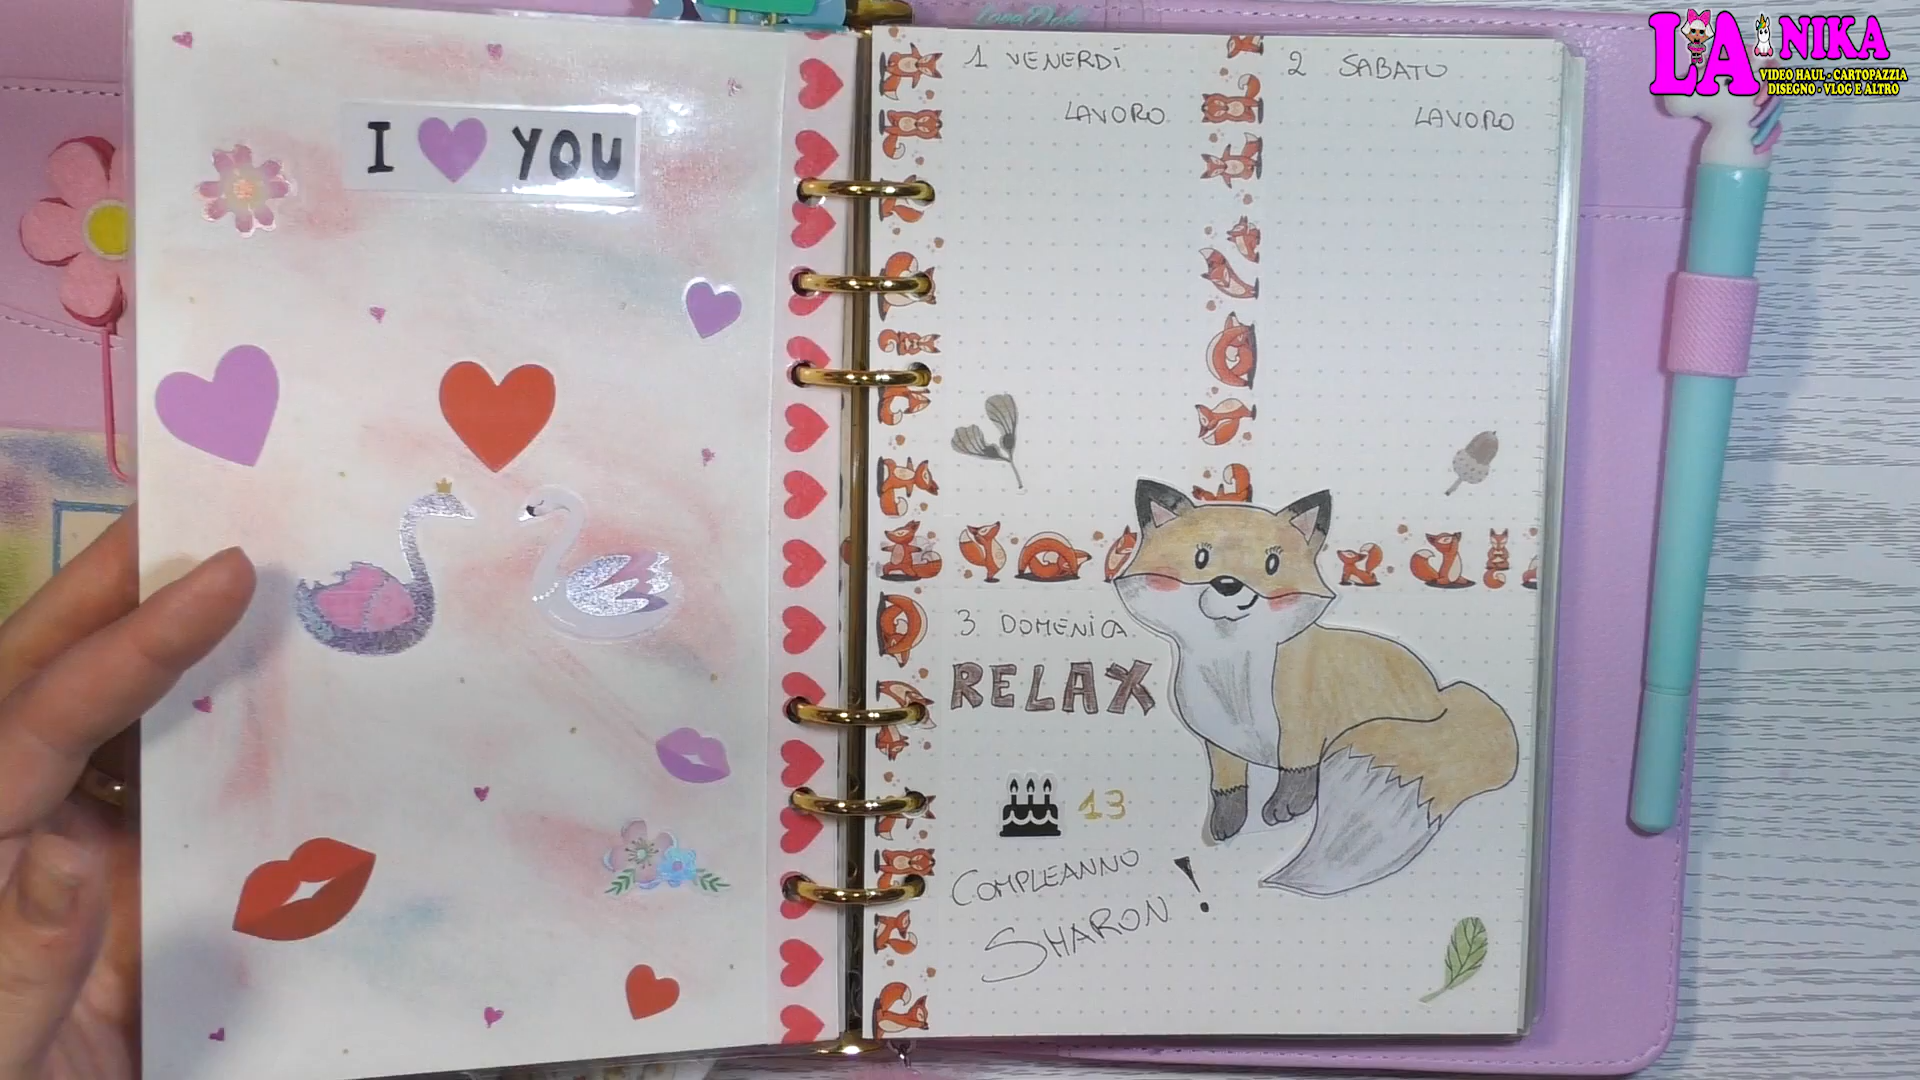 I YOU
1 VENERDÍ
LAVORO
2 SABATO
LAVORO
3 DOMENICA
RELAX
13
COMPLEANNO
SHARON!
LA NIKA
VIDEO HAUL - CARTOPAZZIA
DISEGNO - VLOG E ALTRO